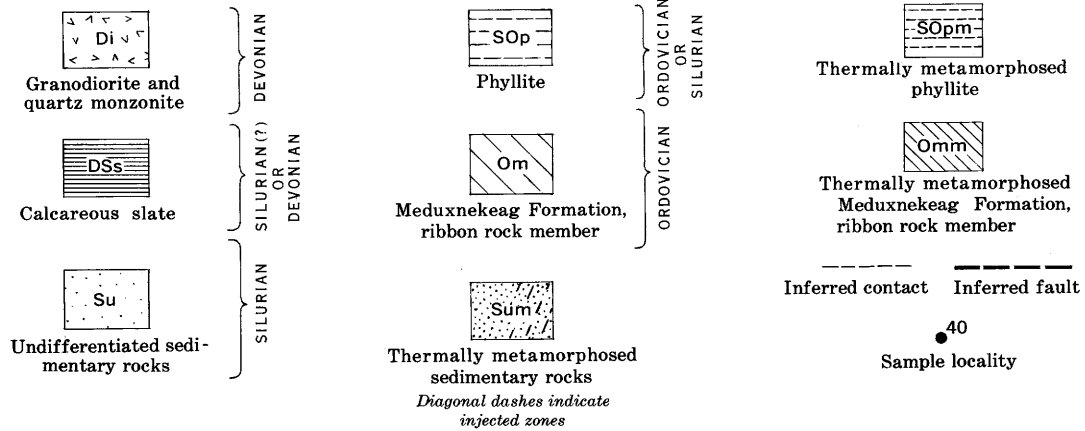 Di
Granodiorite and
quartz monzonite
DEVONIAN
DSs
Calcareous slate
SILURIAN(?)
OR
DEVONIAN
Su
Undifferentiated sedi-
mentary rocks
SILURIAN
SOp
Phyllite
ORDOVICIAN
OR
SILURIAN
Om
Meduxnekeag Formation,
ribbon rock member
ORDOVICIAN
Sum
Thermally metamorphosed
sedimentary rocks
Diagonal dashes indicate
injected zones
SOpm
Thermally metamorphosed
phyllite
Omm
Thermally metamorphosed
Meduxnekeag Formation,
ribbon rock member
Inferred contact
Inferred fault
40
Sample locality